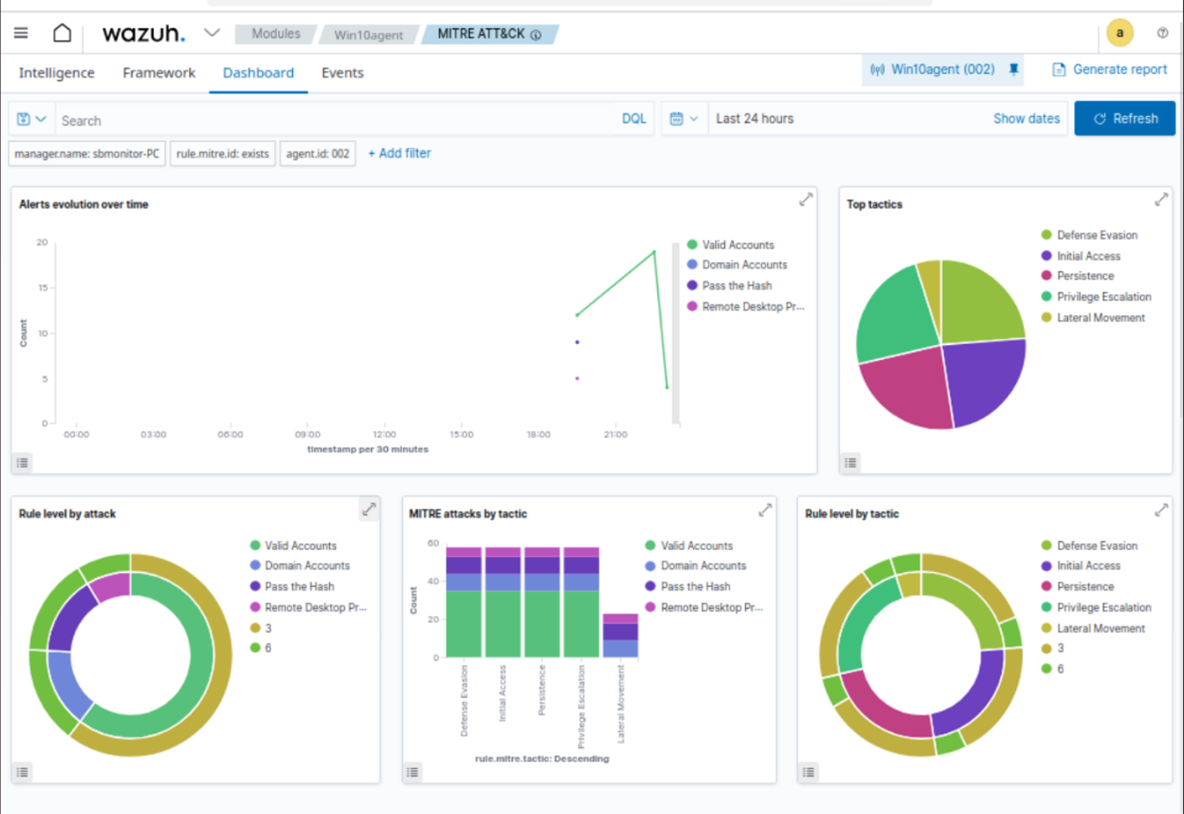 wazuh. Modules Win10agent MITRE ATT&CK
a
Intelligence Framework Dashboard Events Win10agent (002) Generate report
Search DQL Last 24 hours Show dates Refresh
manager.name: sbmonitor-PC rule.mitre.id: exists agent.id: 002 + Add filter
Alerts evolution over time
20
15
10
5
0
Count
00:00 03:00 06:00 09:00 12:00 15:00 18:00 21:00
timestamp per 30 minutes
Valid Accounts
Domain Accounts
Pass the Hash
Remote Desktop Pr...
Top tactics
Defense Evasion
Initial Access
Persistence
Privilege Escalation
Lateral Movement
Rule level by attack
Valid Accounts
Domain Accounts
Pass the Hash
Remote Desktop Pr...
3
6
MITRE attacks by tactic
60
40
20
0
Count
Defense Evasion
Initial Access
Persistence
Privilege Escalation
Lateral Movement
rule.mitre.tactic: Descending
Valid Accounts
Domain Accounts
Pass the Hash
Remote Desktop Pr...
Rule level by tactic
Defense Evasion
Initial Access
Persistence
Privilege Escalation
Lateral Movement
3
6